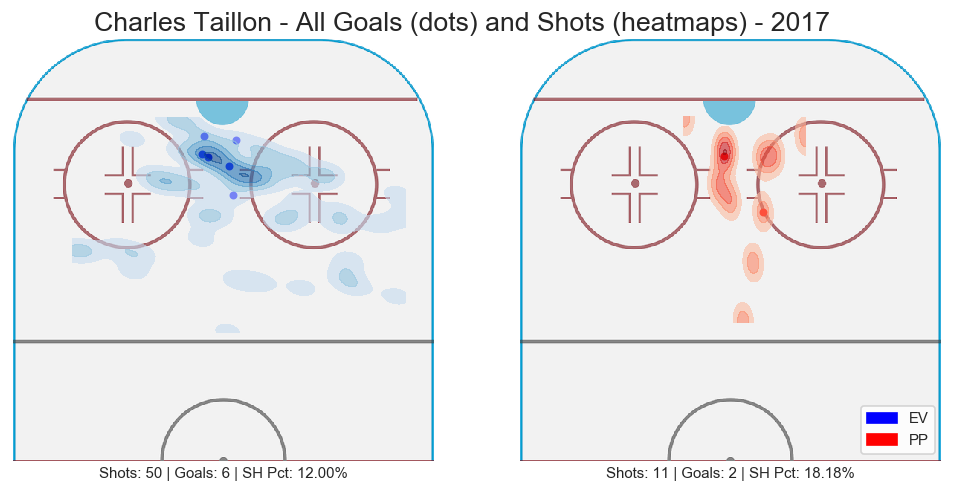 Charles Taillon - All Goals (dots) and Shots (heatmaps) - 2017
EV
PP
Shots: 50 | Goals: 6 | SH Pct: 12.00%
Shots: 11 | Goals: 2 | SH Pct: 18.18%